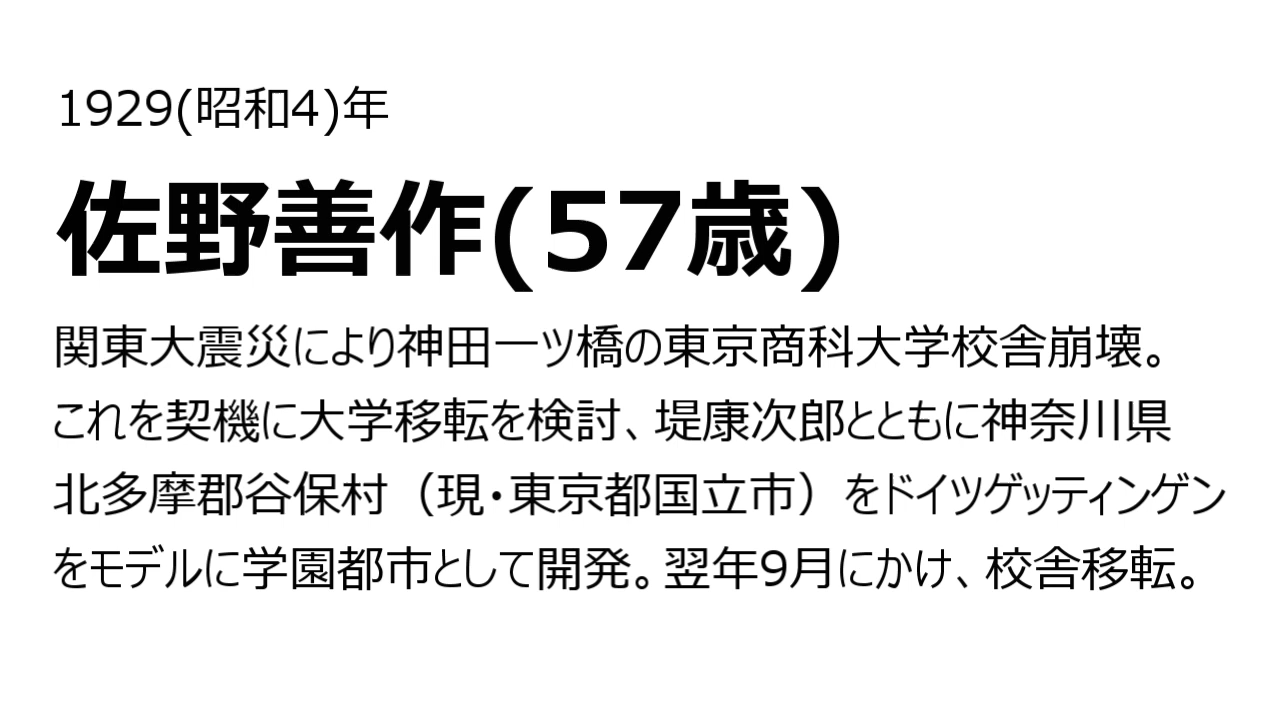 1929(昭和4)年
佐野善作(57歳)
関東大震災により神田一ツ橋の東京商科大学校舎崩壊。
これを契機に大学移転を検討、堤康次郎とともに神奈川県
北多摩郡谷保村（現・東京都国立市）をドイツゲッティンゲン
をモデルに学園都市として開発。翌年9月にかけ、校舎移転。